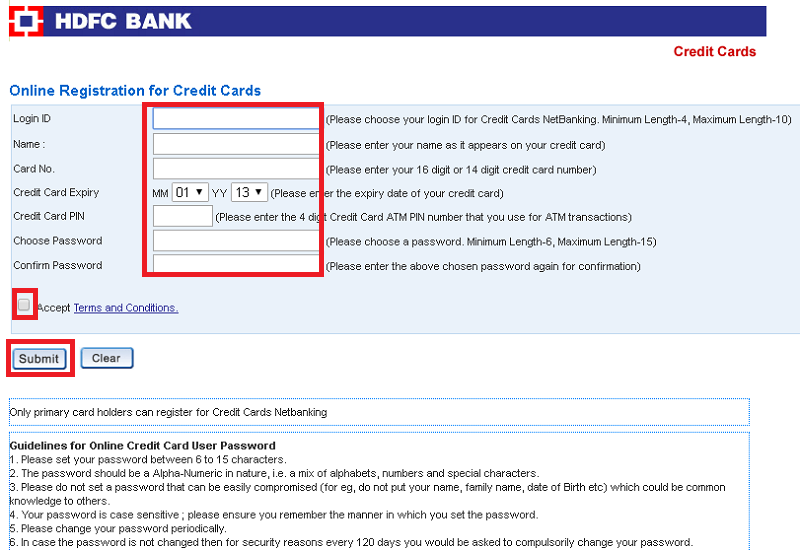 HDFC BANK
Credit Cards
Online Registration for Credit Cards
Login ID (Please choose your login ID for Credit Cards NetBanking. Minimum Length-4, Maximum Length-10)
Name : (Please enter your name as it appears on your credit card)
Card No. (Please enter your 16 digit or 14 digit credit card number)
Credit Card Expiry MM 01 YY 13 (Please enter the expiry date of your credit card)
Credit Card PIN (Please enter the 4 digit Credit Card ATM PIN number that you use for ATM transactions)
Choose Password (Please choose a password. Minimum Length-6, Maximum Length-15)
Confirm Password (Please enter the above chosen password again for confirmation)
Accept Terms and Conditions.
Submit Clear
Only primary card holders can register for Credit Cards Netbanking
Guidelines for Online Credit Card User Password
1. Please set your password between 6 to 15 characters.
2. The password should be a Alpha-Numeric in nature, i.e. a mix of alphabets, numbers and special characters.
3. Please do not set a password that can be easily compromised (for eg, do not put your name, family name, date of Birth etc) which could be common
knowledge to others.
4. Your password is case sensitive ; please ensure you remember the manner in which you set the password.
5. Please change your password periodically.
6. In case the password is not changed then for security reasons every 120 days you would be asked to compulsorily change your password.